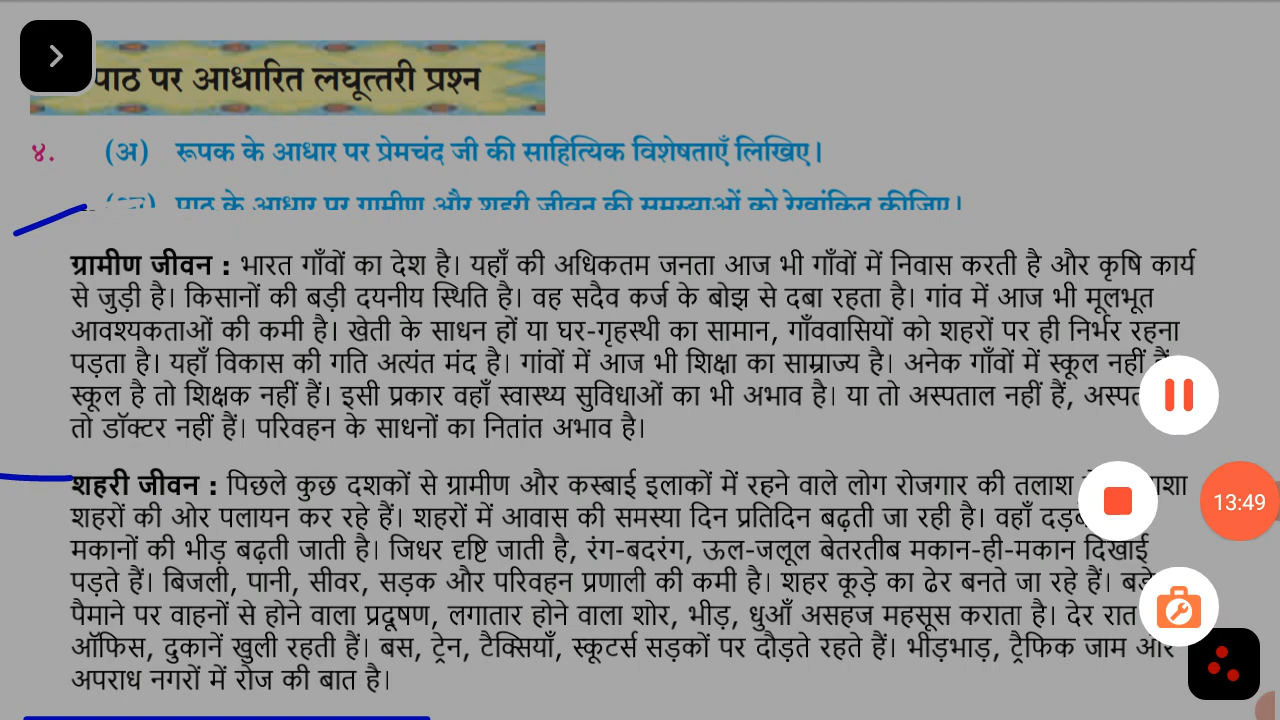 पाठ पर आधारित लघूत्तरी प्रश्न
४. (अ) रूपक के आधार पर प्रेमचंद जी की साहित्यिक विशेषताएँ लिखिए।
पाठ के आधार पर ग्रामीण और शहरी जीवन की समस्याओं को रेखांकित कीजिए।
ग्रामीण जीवन : भारत गाँवों का देश है। यहाँ की अधिकतम जनता आज भी गाँवों में निवास करती है और कृषि कार्य
से जुड़ी है। किसानों की बड़ी दयनीय स्थिति है। वह सदैव कर्ज के बोझ से दबा रहता है। गांव में आज भी मूलभूत
आवश्यकताओं की कमी है। खेती के साधन हों या घर-गृहस्थी का सामान, गाँववासियों को शहरों पर ही निर्भर रहना
पड़ता है। यहाँ विकास की गति अत्यंत मंद है। गांवों में आज भी शिक्षा का साम्राज्य है। अनेक गाँवों में स्कूल नहीं हैं
स्कूल है तो शिक्षक नहीं हैं। इसी प्रकार वहाँ स्वास्थ्य सुविधाओं का भी अभाव है। या तो अस्पताल नहीं हैं,
तो डॉक्टर नहीं हैं। परिवहन के साधनों का नितांत अभाव है।
शहरी जीवन : पिछले कुछ दशकों से ग्रामीण और कस्बाई इलाकों में रहने वाले लोग रोजगार की तलाश
शहरों की ओर पलायन कर रहे हैं। शहरों में आवास की समस्या दिन प्रतिदिन बढ़ती जा रही है। वहाँ
मकानों की भीड़ बढ़ती जाती है। जिधर दृष्टि जाती है, रंग-बदरंग, ऊल-जलूल बेतरतीब मकान-ही-मकान दिखाई
पड़ते हैं। बिजली, पानी, सीवर, सड़क और परिवहन प्रणाली की कमी है। शहर कूड़े का ढेर बनते जा रहे हैं। बड़े
पैमाने पर वाहनों से होने वाला प्रदूषण, लगतार होने वाला शोर, भीड़, धुआँ असहज महसूस कराता है। देर रात
ऑफिस, दुकानें खुली रहती हैं। बस, ट्रेन, टैक्सियाँ, स्कूटर्स सड़कों पर दौड़ते रहते हैं। भीड़भाड़, ट्रैफिक जाम और
अपराध नगरों में रोज की बात है।
13:49